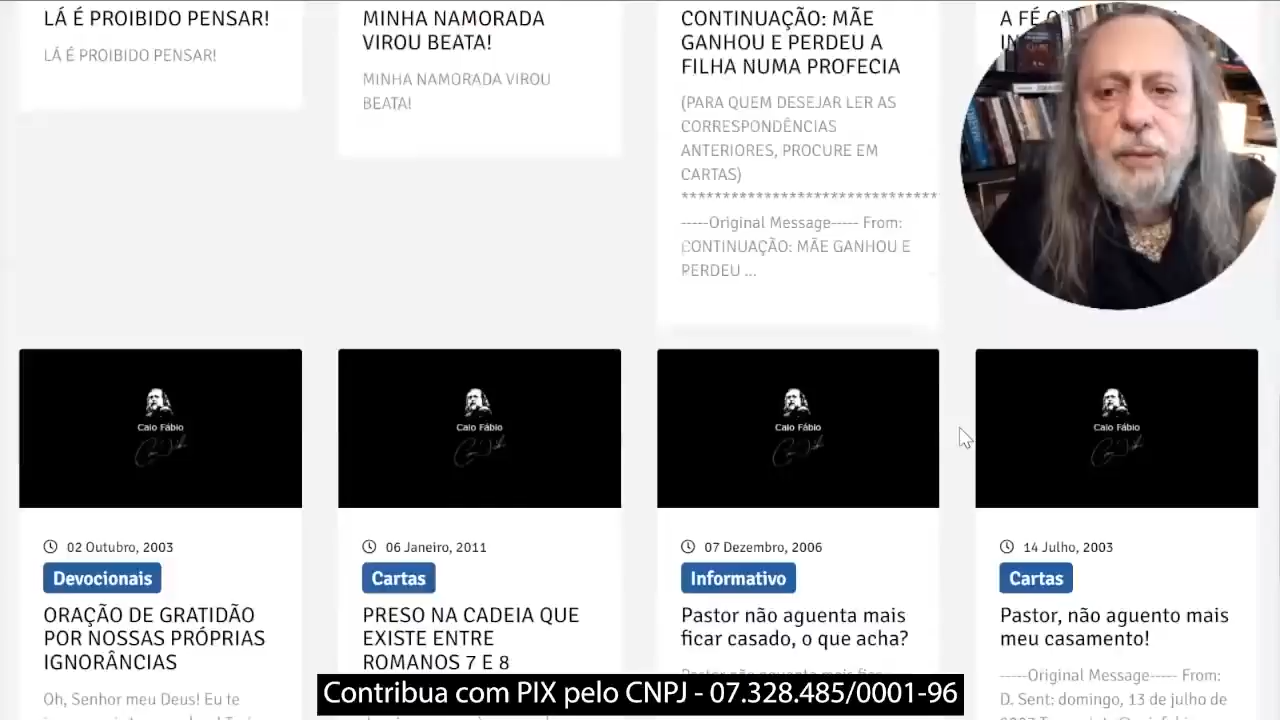 LÁ É PROIBIDO PENSAR!
LÁ É PROIBIDO PENSAR!
MINHA NAMORADA
VIROU BEATA!
MINHA NAMORADA VIROU
BEATA!
CONTINUAÇÃO: MÃE
GANHOU E PERDEU A
FILHA NUMA PROFECIA
(PARA QUEM DESEJAR LER AS
CORRESPONDÊNCIAS
ANTERIORES, PROCURE EM
CARTAS)
*******************************
-----Original Message----- From:
CONTINUAÇÃO: MÃE GANHOU E
PERDEU ...
A FÉ
Caio Fábio
02 Outubro, 2003
Devocionais
ORAÇÃO DE GRATIDÃO
POR NOSSAS PRÓPRIAS
IGNORÂNCIAS
Oh, Senhor meu Deus! Eu te
Caio Fábio
06 Janeiro, 2011
Cartas
PRESO NA CADEIA QUE
EXISTE ENTRE
ROMANOS 7 E 8
Caio Fábio
07 Dezembro, 2006
Informativo
Pastor não aguenta mais
ficar casado, o que acha?
Caio Fábio
14 Julho, 2003
Cartas
Pastor, não aguento mais
meu casamento!
-----Original Message----- From:
D. Sent: domingo, 13 de julho de
Contribua com PIX pelo CNPJ - 07.328.485/0001-96